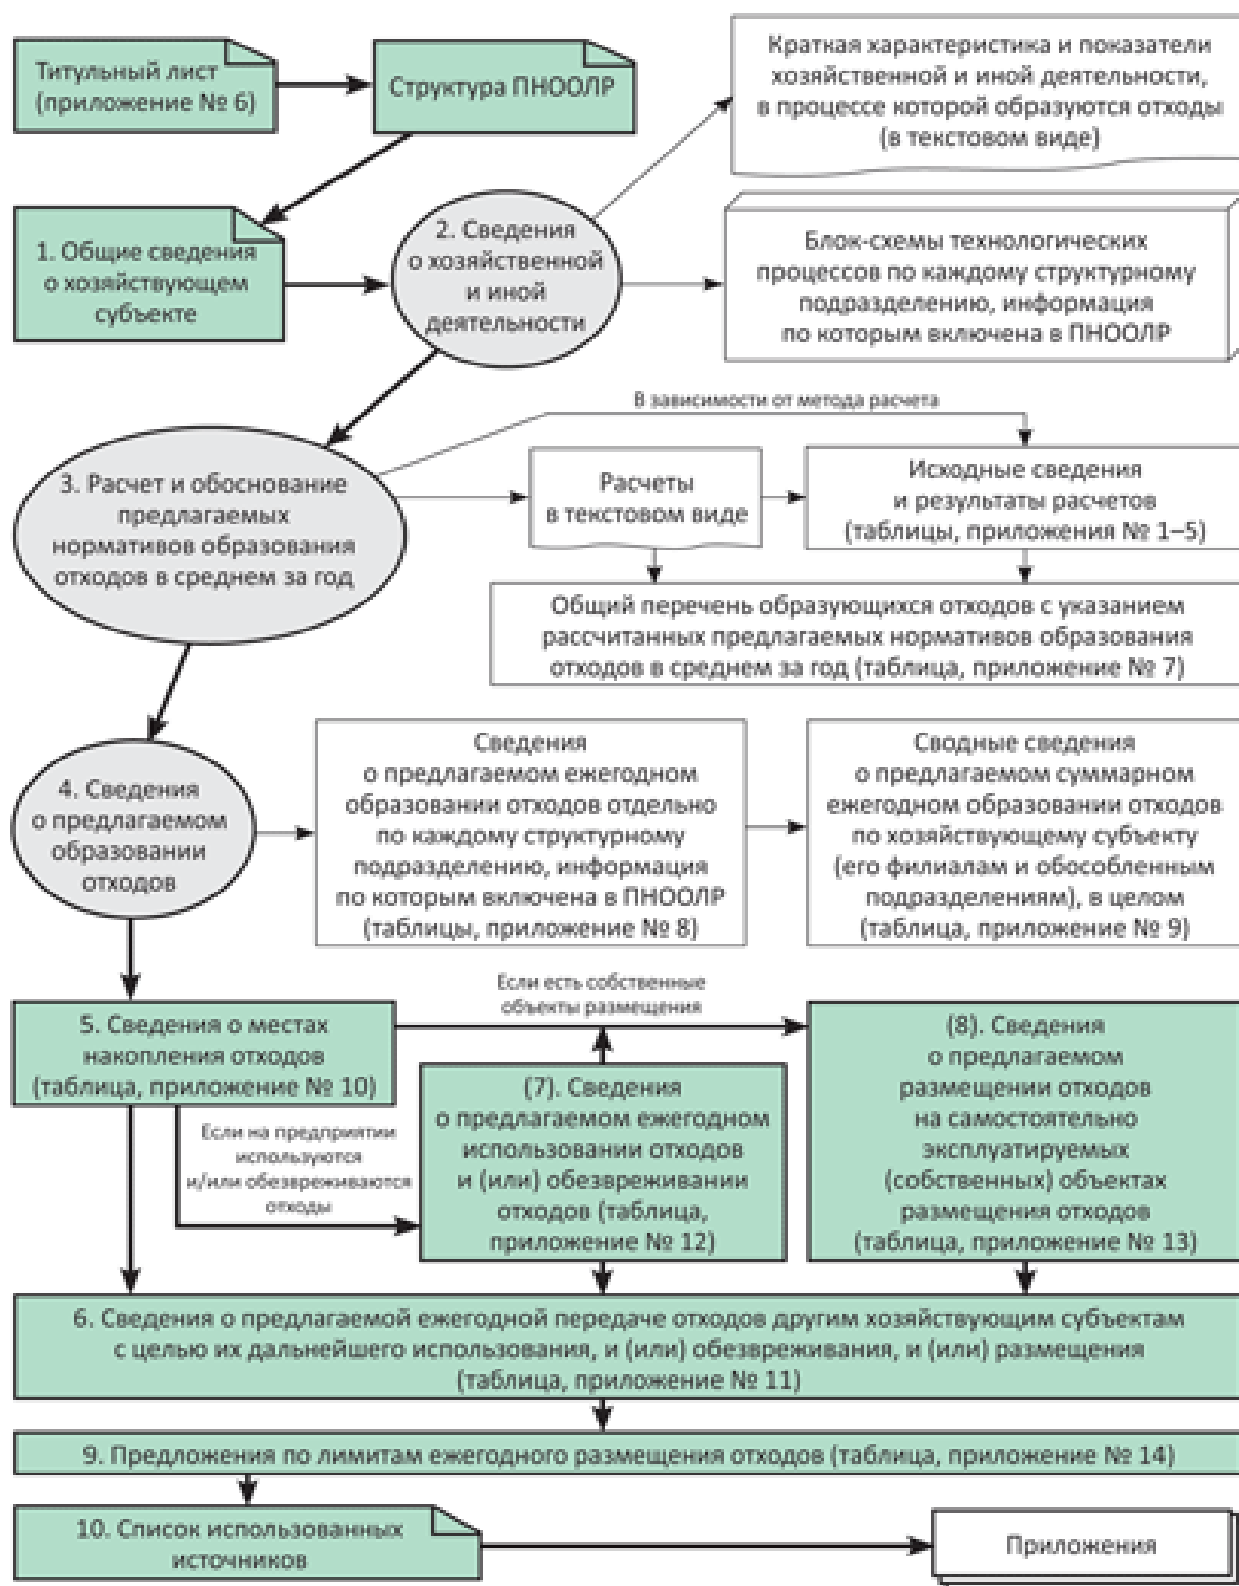 Титульный лист
(приложение № 6)
Структура ПНООЛР
Краткая характеристика и показатели
хозяйственной и иной деятельности,
в процессе которой образуются отходы
(в текстовом виде)
1. Общие сведения
о хозяйствующем
субъекте
2. Сведения
о хозяйственной
и иной
деятельности
Блок-схемы технологических
процессов по каждому структурному
подразделению, информация
по которым включена в ПНООЛР
В зависимости от метода расчета
3. Расчет и обоснование
предлагаемых
нормативов образования
отходов в среднем за год
Расчеты
в текстовом виде
Исходные сведения
и результаты расчетов
(таблицы, приложения № 1–5)
Общий перечень образующихся отходов с указанием
рассчитанных предлагаемых нормативов образования
отходов в среднем за год (таблица, приложение № 7)
4. Сведения
о предлагаемом
образовании
отходов
Сведения
о предлагаемом ежегодном
образовании отходов отдельно
по каждому структурному
подразделению, информация
по которым включена в ПНООЛР
(таблицы, приложение № 8)
Сводные сведения
о предлагаемом суммарном
ежегодном образовании отходов
по хозяйствующему субъекту
(его филиалам и обособленным
подразделениям), в целом
(таблица, приложение № 9)
Если есть собственные
объекты размещения
5. Сведения о местах
накопления отходов
(таблица, приложение № 10)
Если на предприятии
используются
и/или обезвреживаются
отходы
(7). Сведения
о предлагаемом ежегодном
использовании отходов
и (или) обезвреживании
отходов (таблица,
приложение № 12)
(8). Сведения
о предлагаемом
размещении отходов
на самостоятельно
эксплуатируемых
(собственных) объектах
размещения отходов
(таблица, приложение № 13)
6. Сведения о предлагаемой ежегодной передаче отходов другим хозяйствующим субъектам
с целью их дальнейшего использования, и (или) обезвреживания, и (или) размещения
(таблица, приложение № 11)
9. Предложения по лимитам ежегодного размещения отходов (таблица, приложение № 14)
10. Список использованных
источников
Приложения